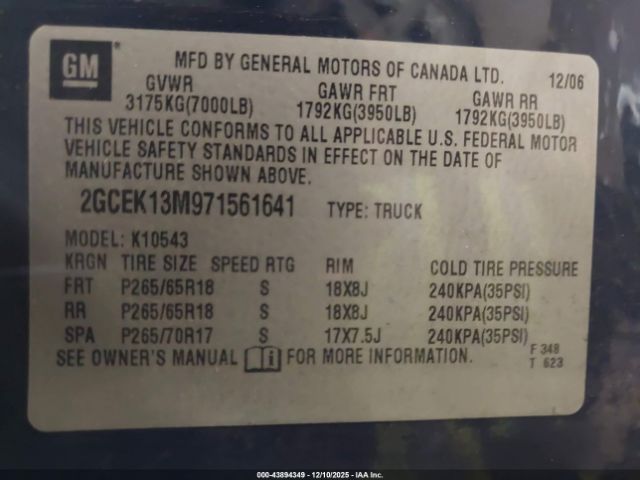 GM
MFD BY GENERAL MOTORS OF CANADA LTD. 12/06
GVWR GAWR FRT GAWR RR
3175KG(7000LB) 1792KG(3950LB) 1792KG(3950LB)
THIS VEHICLE CONFORMS TO ALL APPLICABLE U.S. FEDERAL MOTOR
VEHICLE SAFETY STANDARDS IN EFFECT ON THE DATE OF
MANUFACTURE SHOWN ABOVE.
2GCEK13M971561641 TYPE: TRUCK
MODEL: K10543
KRGN TIRE SIZE SPEED RTG RIM COLD TIRE PRESSURE
FRT P265/65R18 S 18X8J 240KPA(35PSI)
RR P265/65R18 S 18X8J 240KPA(35PSI)
SPA P265/70R17 S 17X7.5J 240KPA(35PSI)
SEE OWNER'S MANUAL i FOR MORE INFORMATION.
F 348
T 623
000-43894349 - 12/10/2025 - IAAI.com